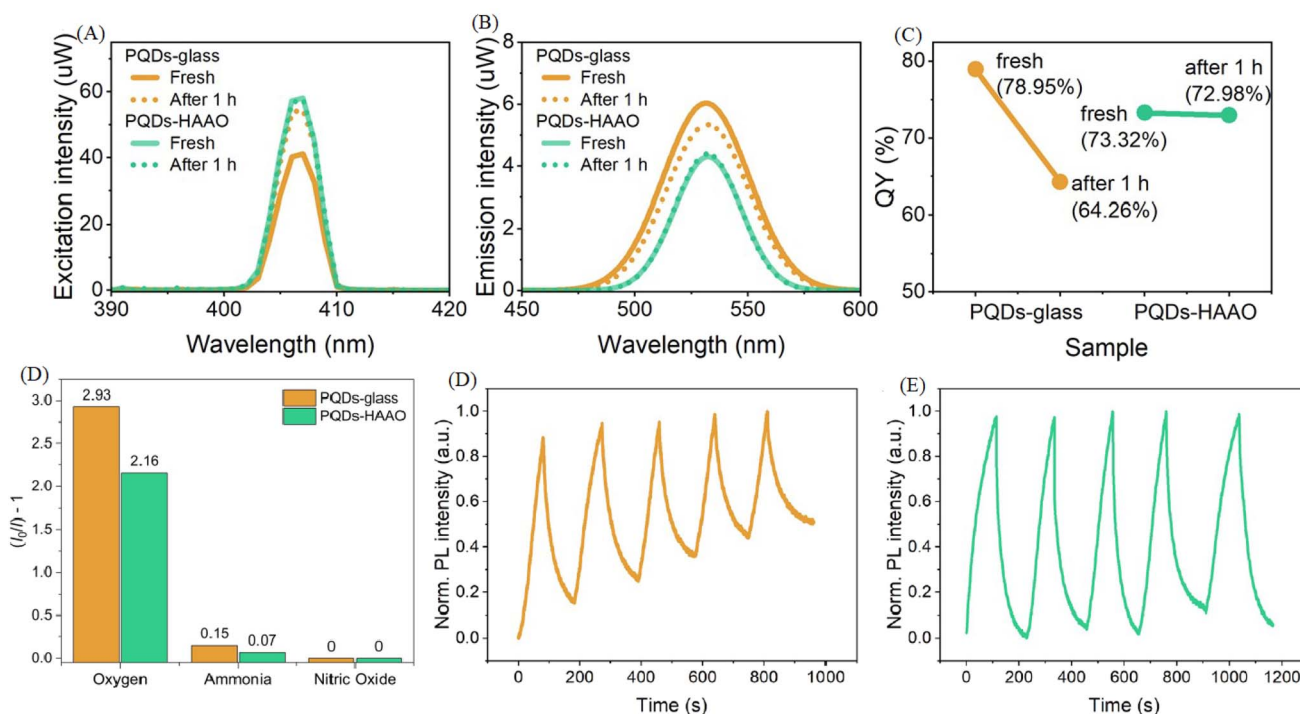 (A)
Excitation intensity (uW)
60
40
20
0
PQDs-glass
Fresh
After 1 h
PQDs-HAAO
Fresh
After 1 h
390
400
410
420
Wavelength (nm)
(B)
Emission intensity (uW)
8
6
4
2
0
PQDs-glass
Fresh
After 1 h
PQDs-HAAO
Fresh
After 1 h
450
500
550
600
Wavelength (nm)
(C)
QY (%)
80
70
60
50
fresh
(78.95%)
after 1 h
(64.26%)
fresh
(73.32%)
after 1 h
(72.98%)
PQDs-glass
PQDs-HAAO
Sample
(D)
(I0/I) - 1
3.0
2.5
2.0
1.5
1.0
0.5
0.0
2.93
2.16
0.15
0.07
0
0
PQDs-glass
PQDs-HAAO
Oxygen
Ammonia
Nitric Oxide
(D)
Norm. PL intensity (a.u.)
1.0
0.8
0.6
0.4
0.2
0.0
0
200
400
600
800
1000
Time (s)
(E)
Norm. PL intensity (a.u.)
1.0
0.8
0.6
0.4
0.2
0.0
0
200
400
600
800
1000
1200
Time (s)